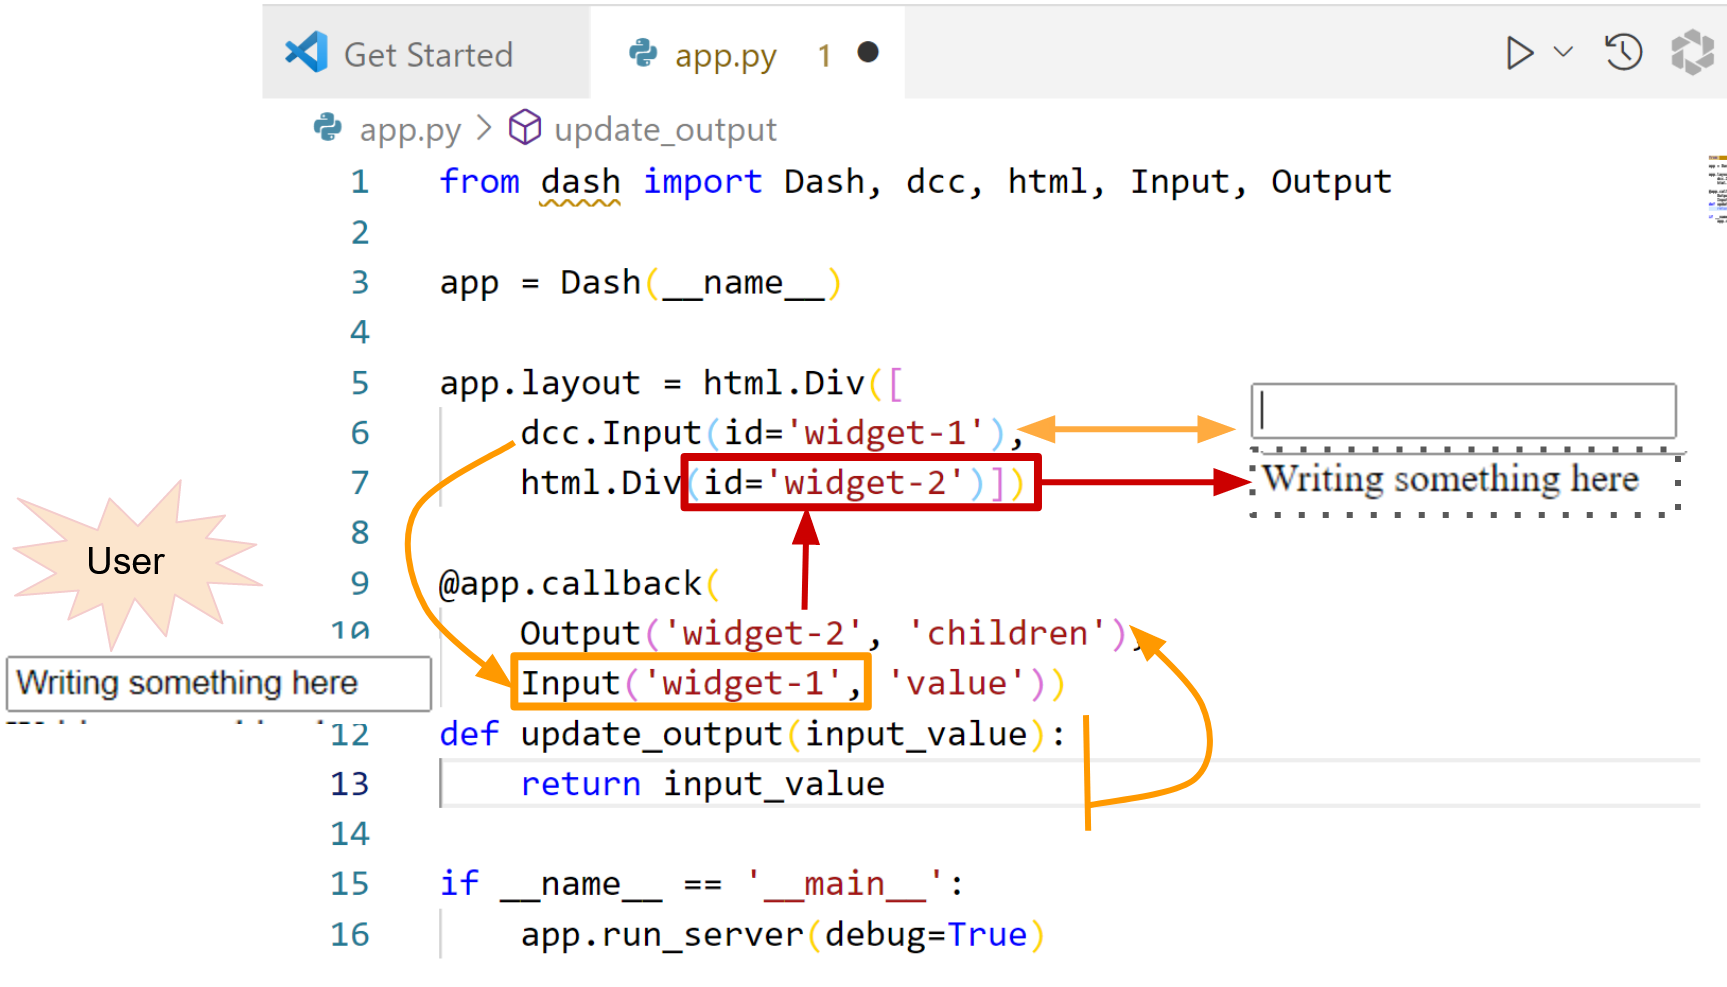 Get Started
app.py 1
app.py > update_output
1 from dash import Dash, dcc, html, Input, Output
2
3 app = Dash(__name__)
4
5 app.layout = html.Div([
6 dcc.Input(id='widget-1'),
7 html.Div(id='widget-2')])
Writing something here
8
User
9 @app.callback(
10 Output('widget-2', 'children'),
Input('widget-1', 'value'))
Writing something here
12 def update_output(input_value):
13 return input_value
14
15 if __name__ == '__main__':
16 app.run_server(debug=True)